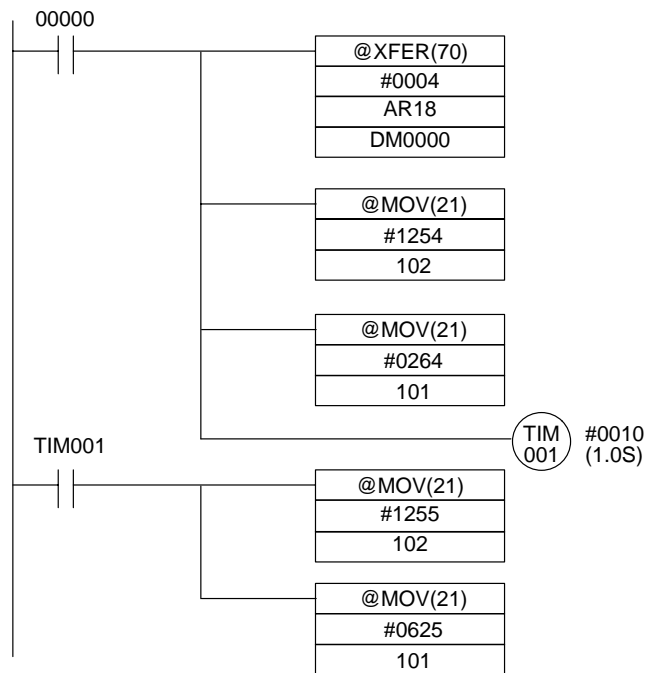 00000
@XFER(70)
#0004
AR18
DM0000
@MOV(21)
#1254
102
@MOV(21)
#0264
101
TIM #0010
001 (1.0S)
TIM001
@MOV(21)
#1255
102
@MOV(21)
#0625
101